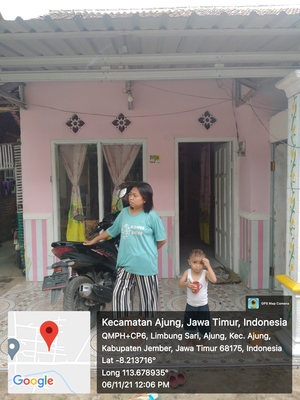 GPS Map Camera
Kecamatan Ajung, Jawa Timur, Indonesia
QMPH+CP6, Limbung Sari, Ajung, Kec. Ajung,
Kabupaten Jember, Jawa Timur 68175, Indonesia
Lat -8.213716°
Long 113.678935°
06/11/21 12:06 PM
Google